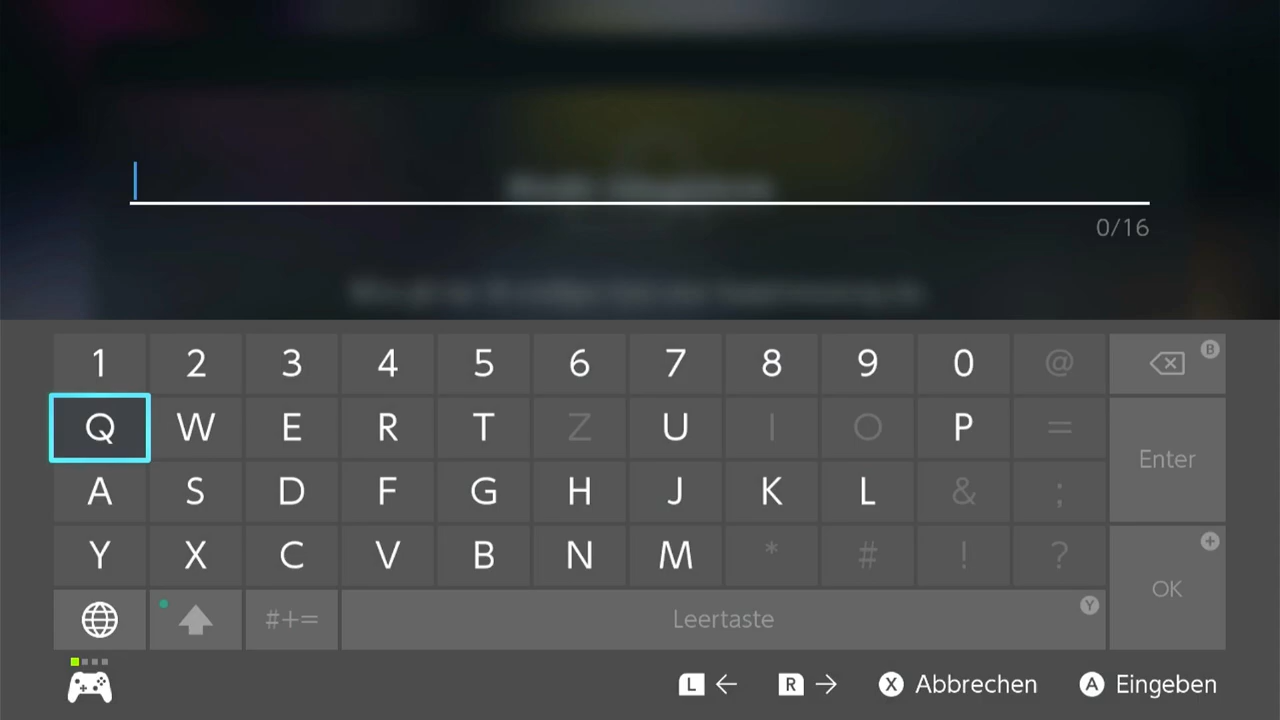 0/16
1 2 3 4 5 6 7 8 9 0 @ B
Q W E R T Z U I O P =
Enter
A S D F G H J K L & ;
Y X C V B N M * # ! ? +
OK
#+= Leertaste Y
L ← R → X Abbrechen A Eingeben